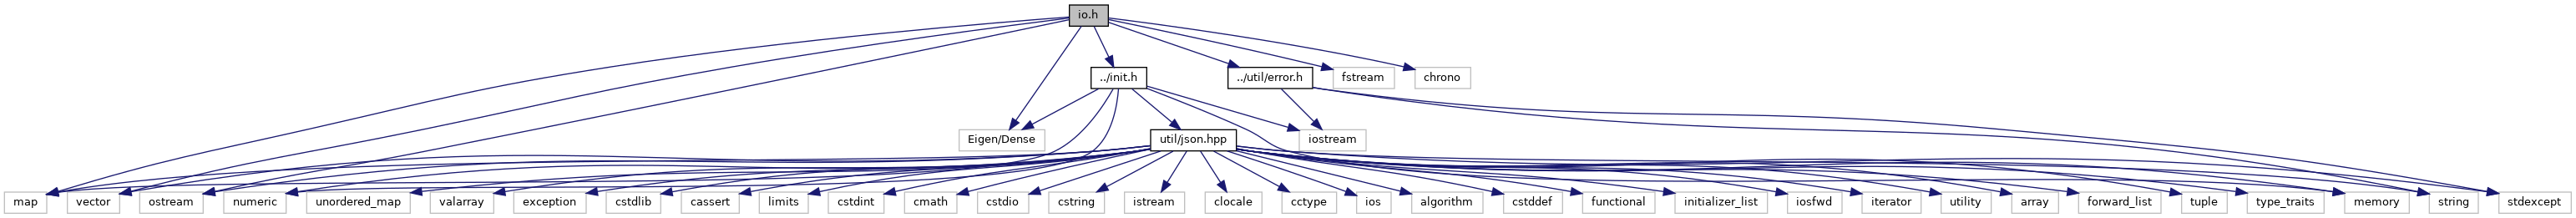 io.h
../init.h
../util/error.h
fstream
chrono
Eigen/Dense
util/json.hpp
iostream
map
vector
ostream
numeric
unordered_map
valarray
exception
cstdlib
cassert
limits
cstdint
cmath
cstdio
cstring
istream
clocale
cctype
ios
algorithm
cstddef
functional
initializer_list
iosfwd
iterator
utility
array
forward_list
tuple
type_traits
memory
string
stdexcept